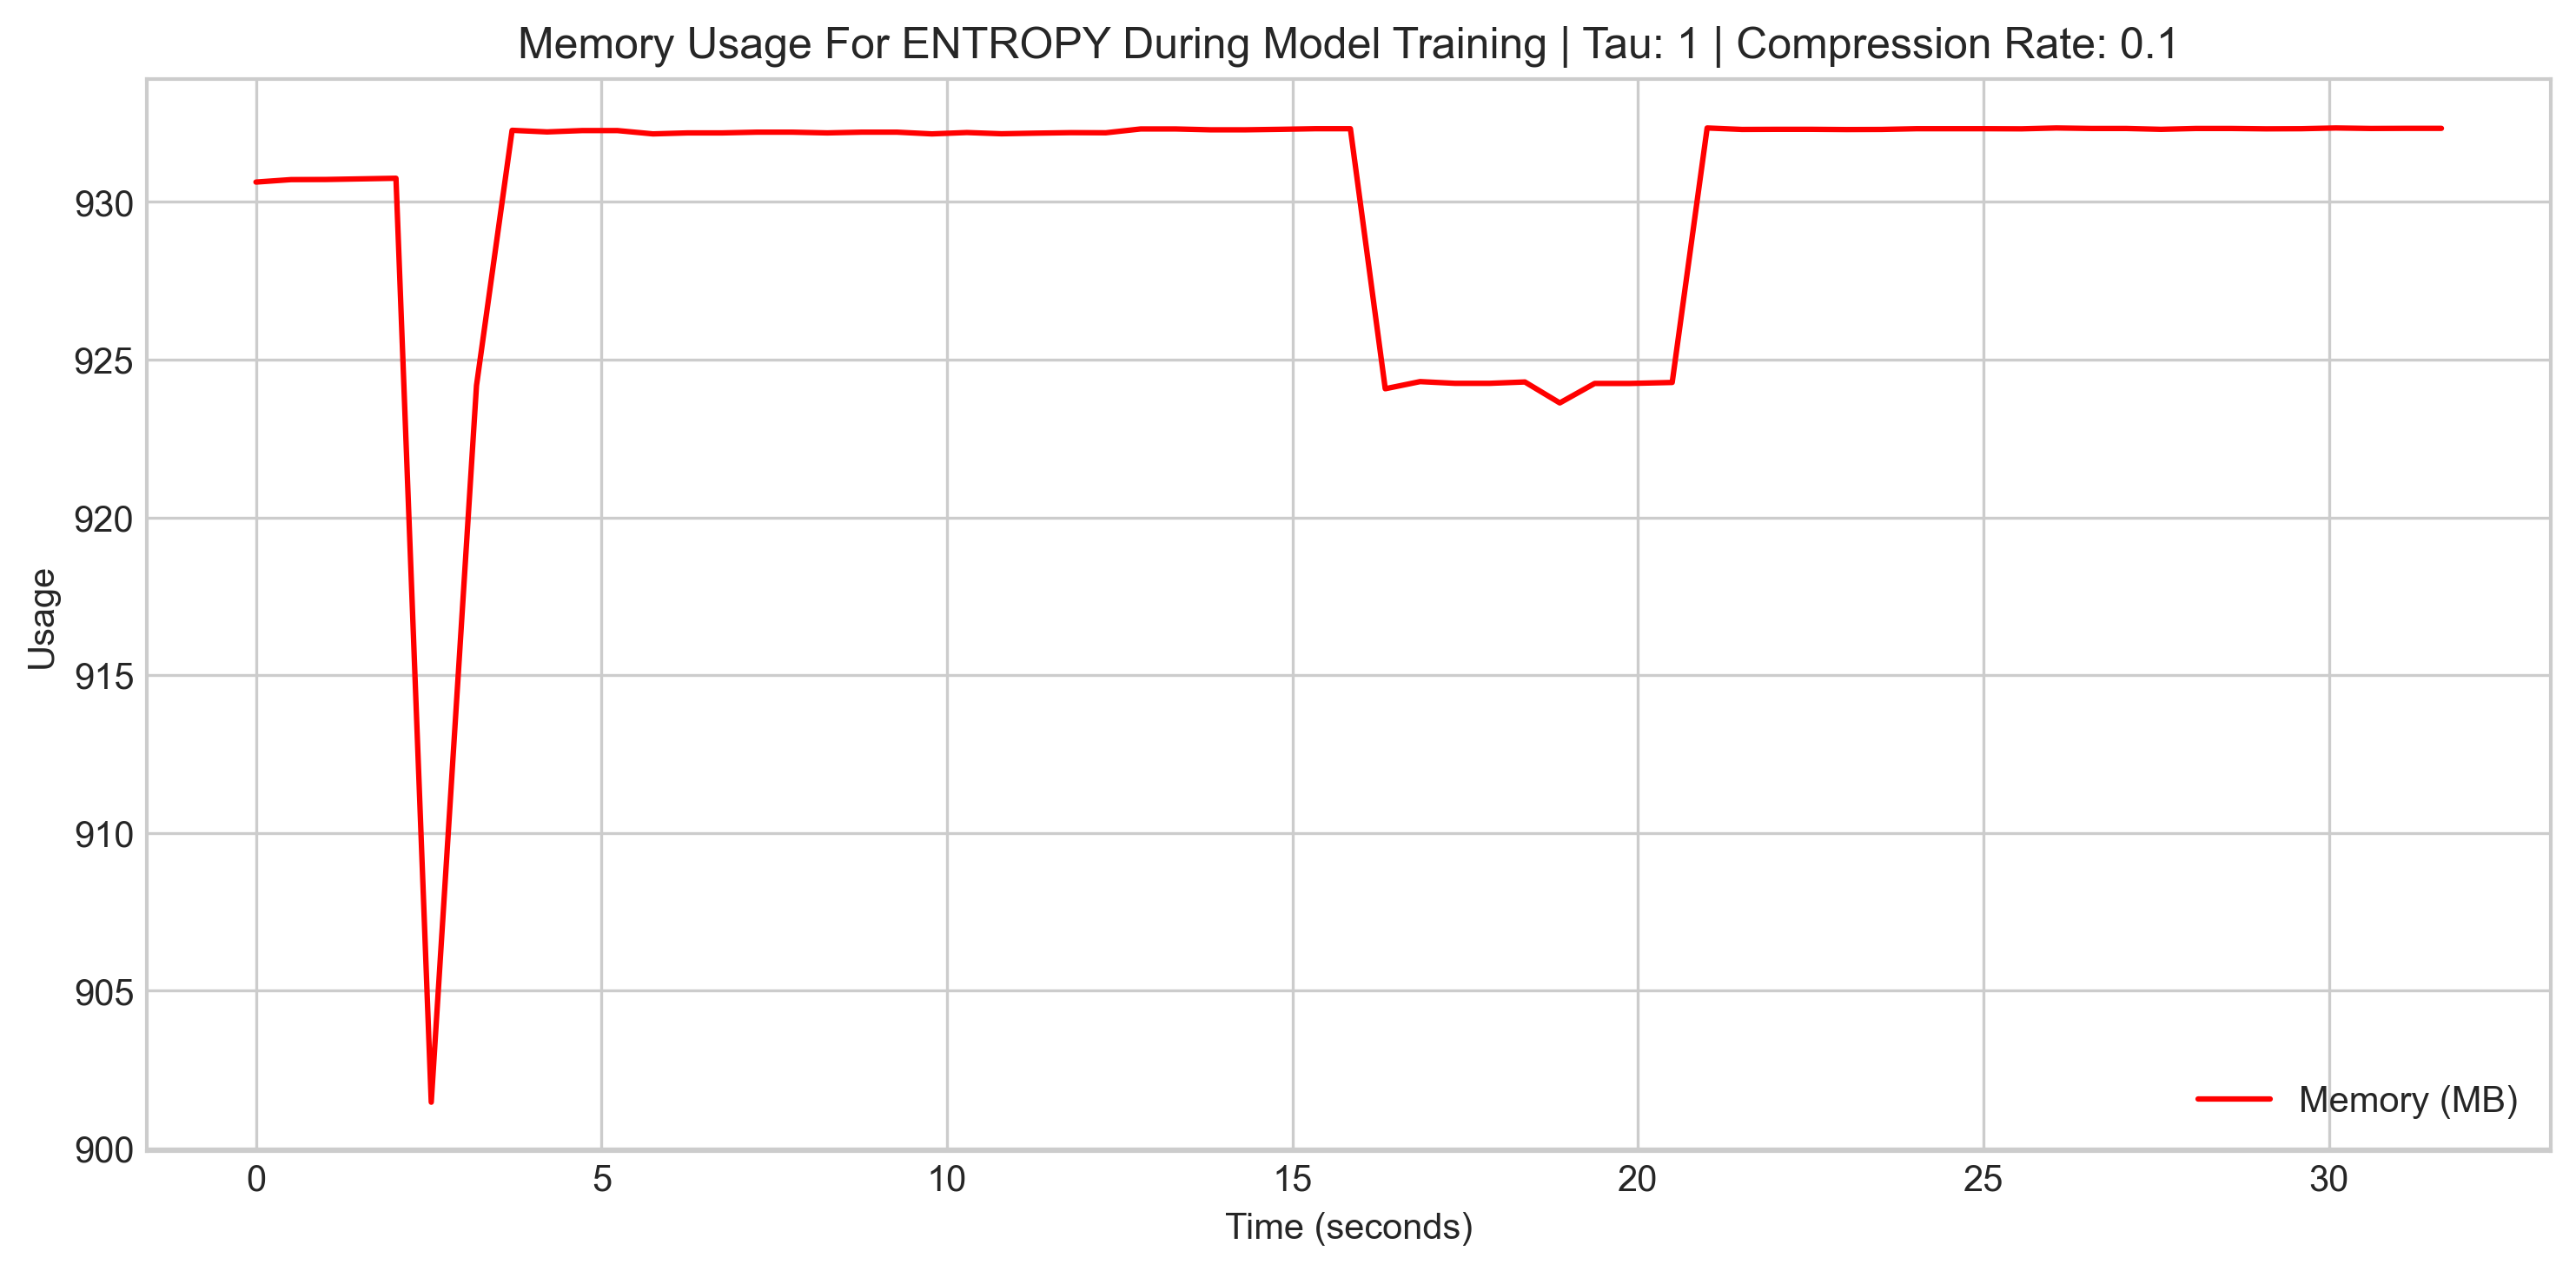 Memory Usage For ENTROPY During Model Training | Tau: 1 | Compression Rate: 0.1
Usage
930
925
920
915
910
905
900
0 5 10 15 20 25 30
Time (seconds)
Memory (MB)